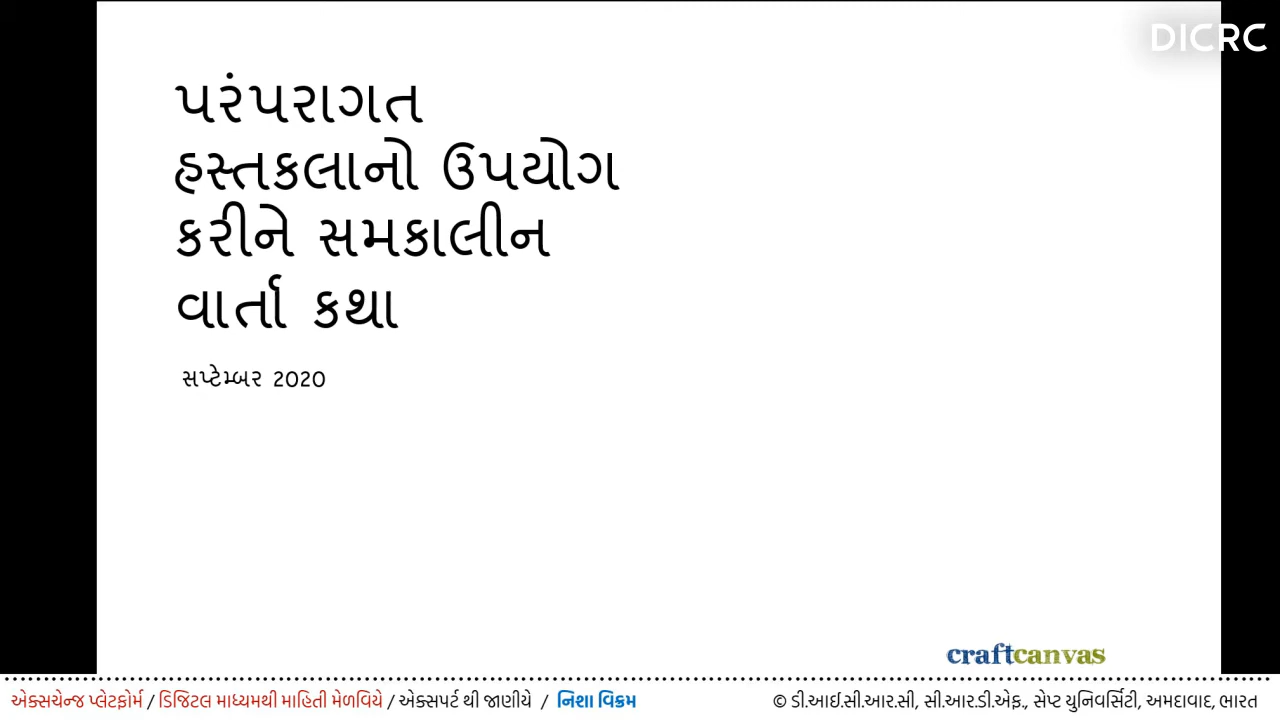 DICRC
પરંપરાગત
હસ્તકલાનો ઉપયોગ
કરીને સમકાલીન
વાર્તા કથા
સપ્ટેમ્બર 2020
craftcanvas
એક્સચેન્જ પ્લેટફોર્મ / ડિજિટલ માધ્યમથી માહિતી મેળવિયે / એક્સપર્ટ થી જાણીયે / નિશા વિક્રમ
© ડી.આઈ.સી.આર.સી, સી.આર.ડી.એફ., સેપ્ટ યુનિવર્સિટી, અમદાવાદ, ભારત